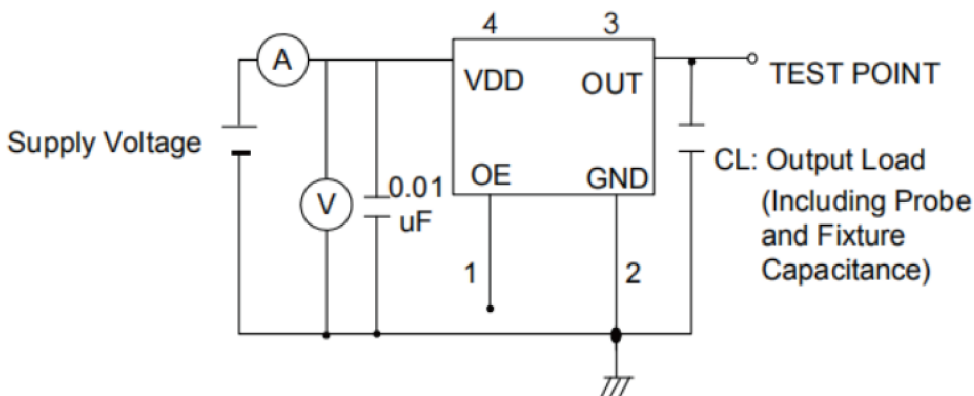 4 3
A
VDD OUT
TEST POINT
Supply Voltage
OE GND
CL: Output Load
V
0.01
uF
(Including Probe
and Fixture
Capacitance)
1 2